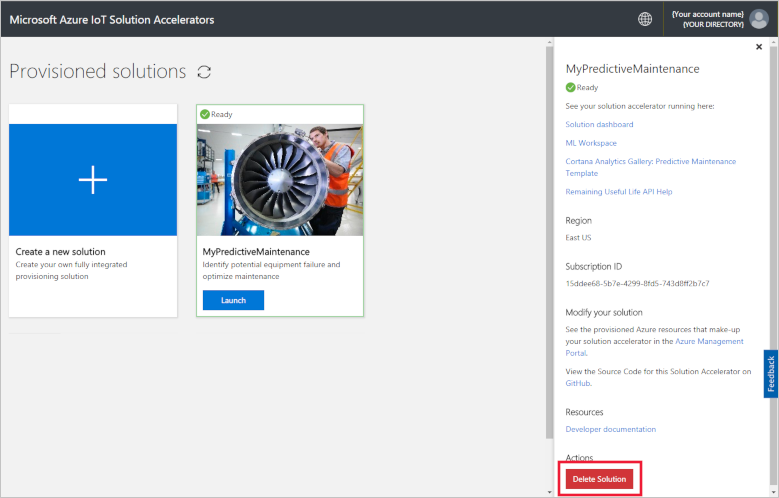 Microsoft Azure IoT Solution Accelerators
{Your account name}
{YOUR DIRECTORY}
Provisioned solutions
Create a new solution
Create your own fully integrated
provisioning solution
Ready
MyPredictiveMaintenance
Identify potential equipment failure and
optimize maintenance
Launch
MyPredictiveMaintenance
Ready
See your solution accelerator running here:
Solution dashboard
ML Workspace
Cortana Analytics Gallery: Predictive Maintenance
Template
Remaining Useful Life API Help
Region
East US
Subscription ID
15ddee68-5b7e-4299-8fd5-743d8ff2b7c7
Modify your solution
See the provisioned Azure resources that make-up
your solution accelerator in the Azure Management
Portal.
View the Source Code for this Solution Accelerator on
GitHub.
Resources
Developer documentation
Actions
Delete Solution
Feedback